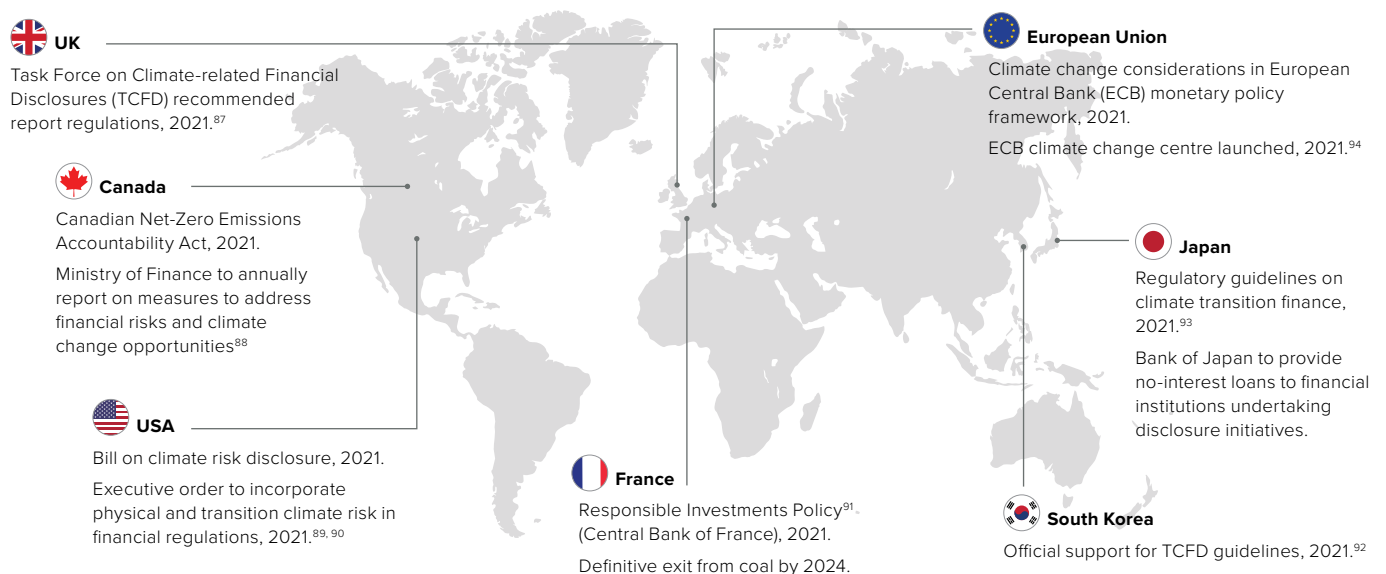 UK
Task Force on Climate-related Financial
Disclosures (TCFD) recommended
report regulations, 2021.87
Canada
Canadian Net-Zero Emissions
Accountability Act, 2021.
Ministry of Finance to annually
report on measures to address
financial risks and climate
change opportunities88
USA
Bill on climate risk disclosure, 2021.
Executive order to incorporate
physical and transition climate risk in
financial regulations, 2021.89, 90
France
Responsible Investments Policy91
(Central Bank of France), 2021.
Definitive exit from coal by 2024.
European Union
Climate change considerations in European
Central Bank (ECB) monetary policy
framework, 2021.
ECB climate change centre launched, 2021.94
Japan
Regulatory guidelines on
climate transition finance,
2021.93
Bank of Japan to provide
no-interest loans to financial
institutions undertaking
disclosure initiatives.
South Korea
Official support for TCFD guidelines, 2021.92